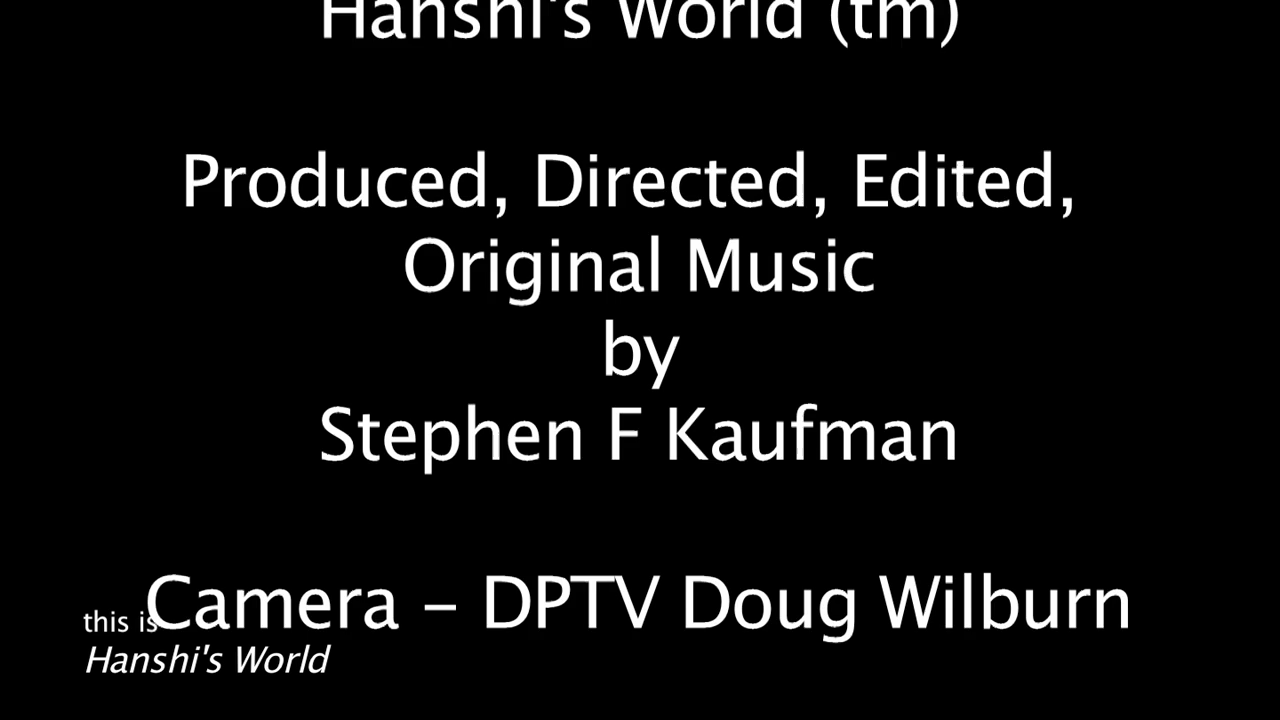 Hanshi's World (tm)
Produced, Directed, Edited,
Original Music
by
Stephen F Kaufman
Camera - DPTV Doug Wilburn
this is
Hanshi's World